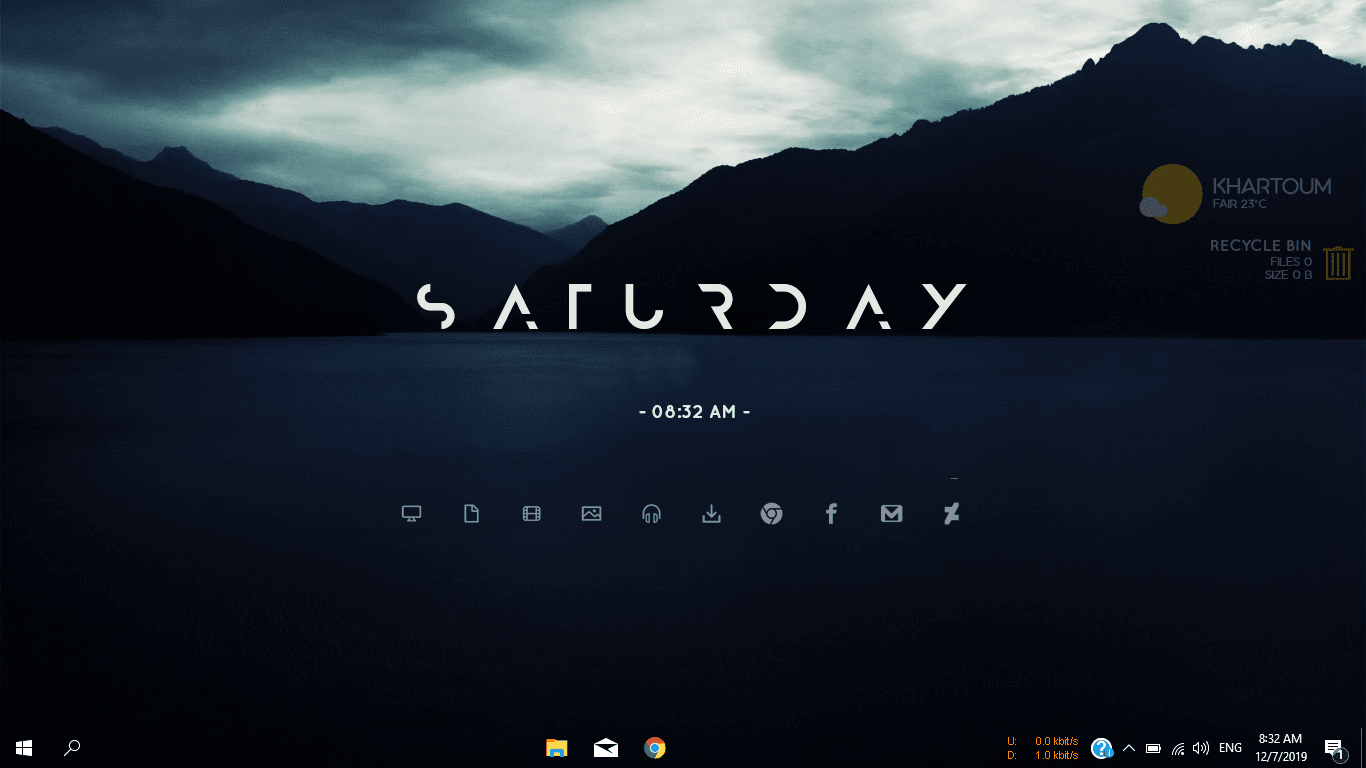 KHARTOUM
FAIR 23°C
RECYCLE BIN
FILES 0
SIZE 0 B
SATURDAY
- 08:32 AM -
U: 0.0 kbit/s
D: 1.0 kbit/s
ENG
8:32 AM
12/7/2019
1